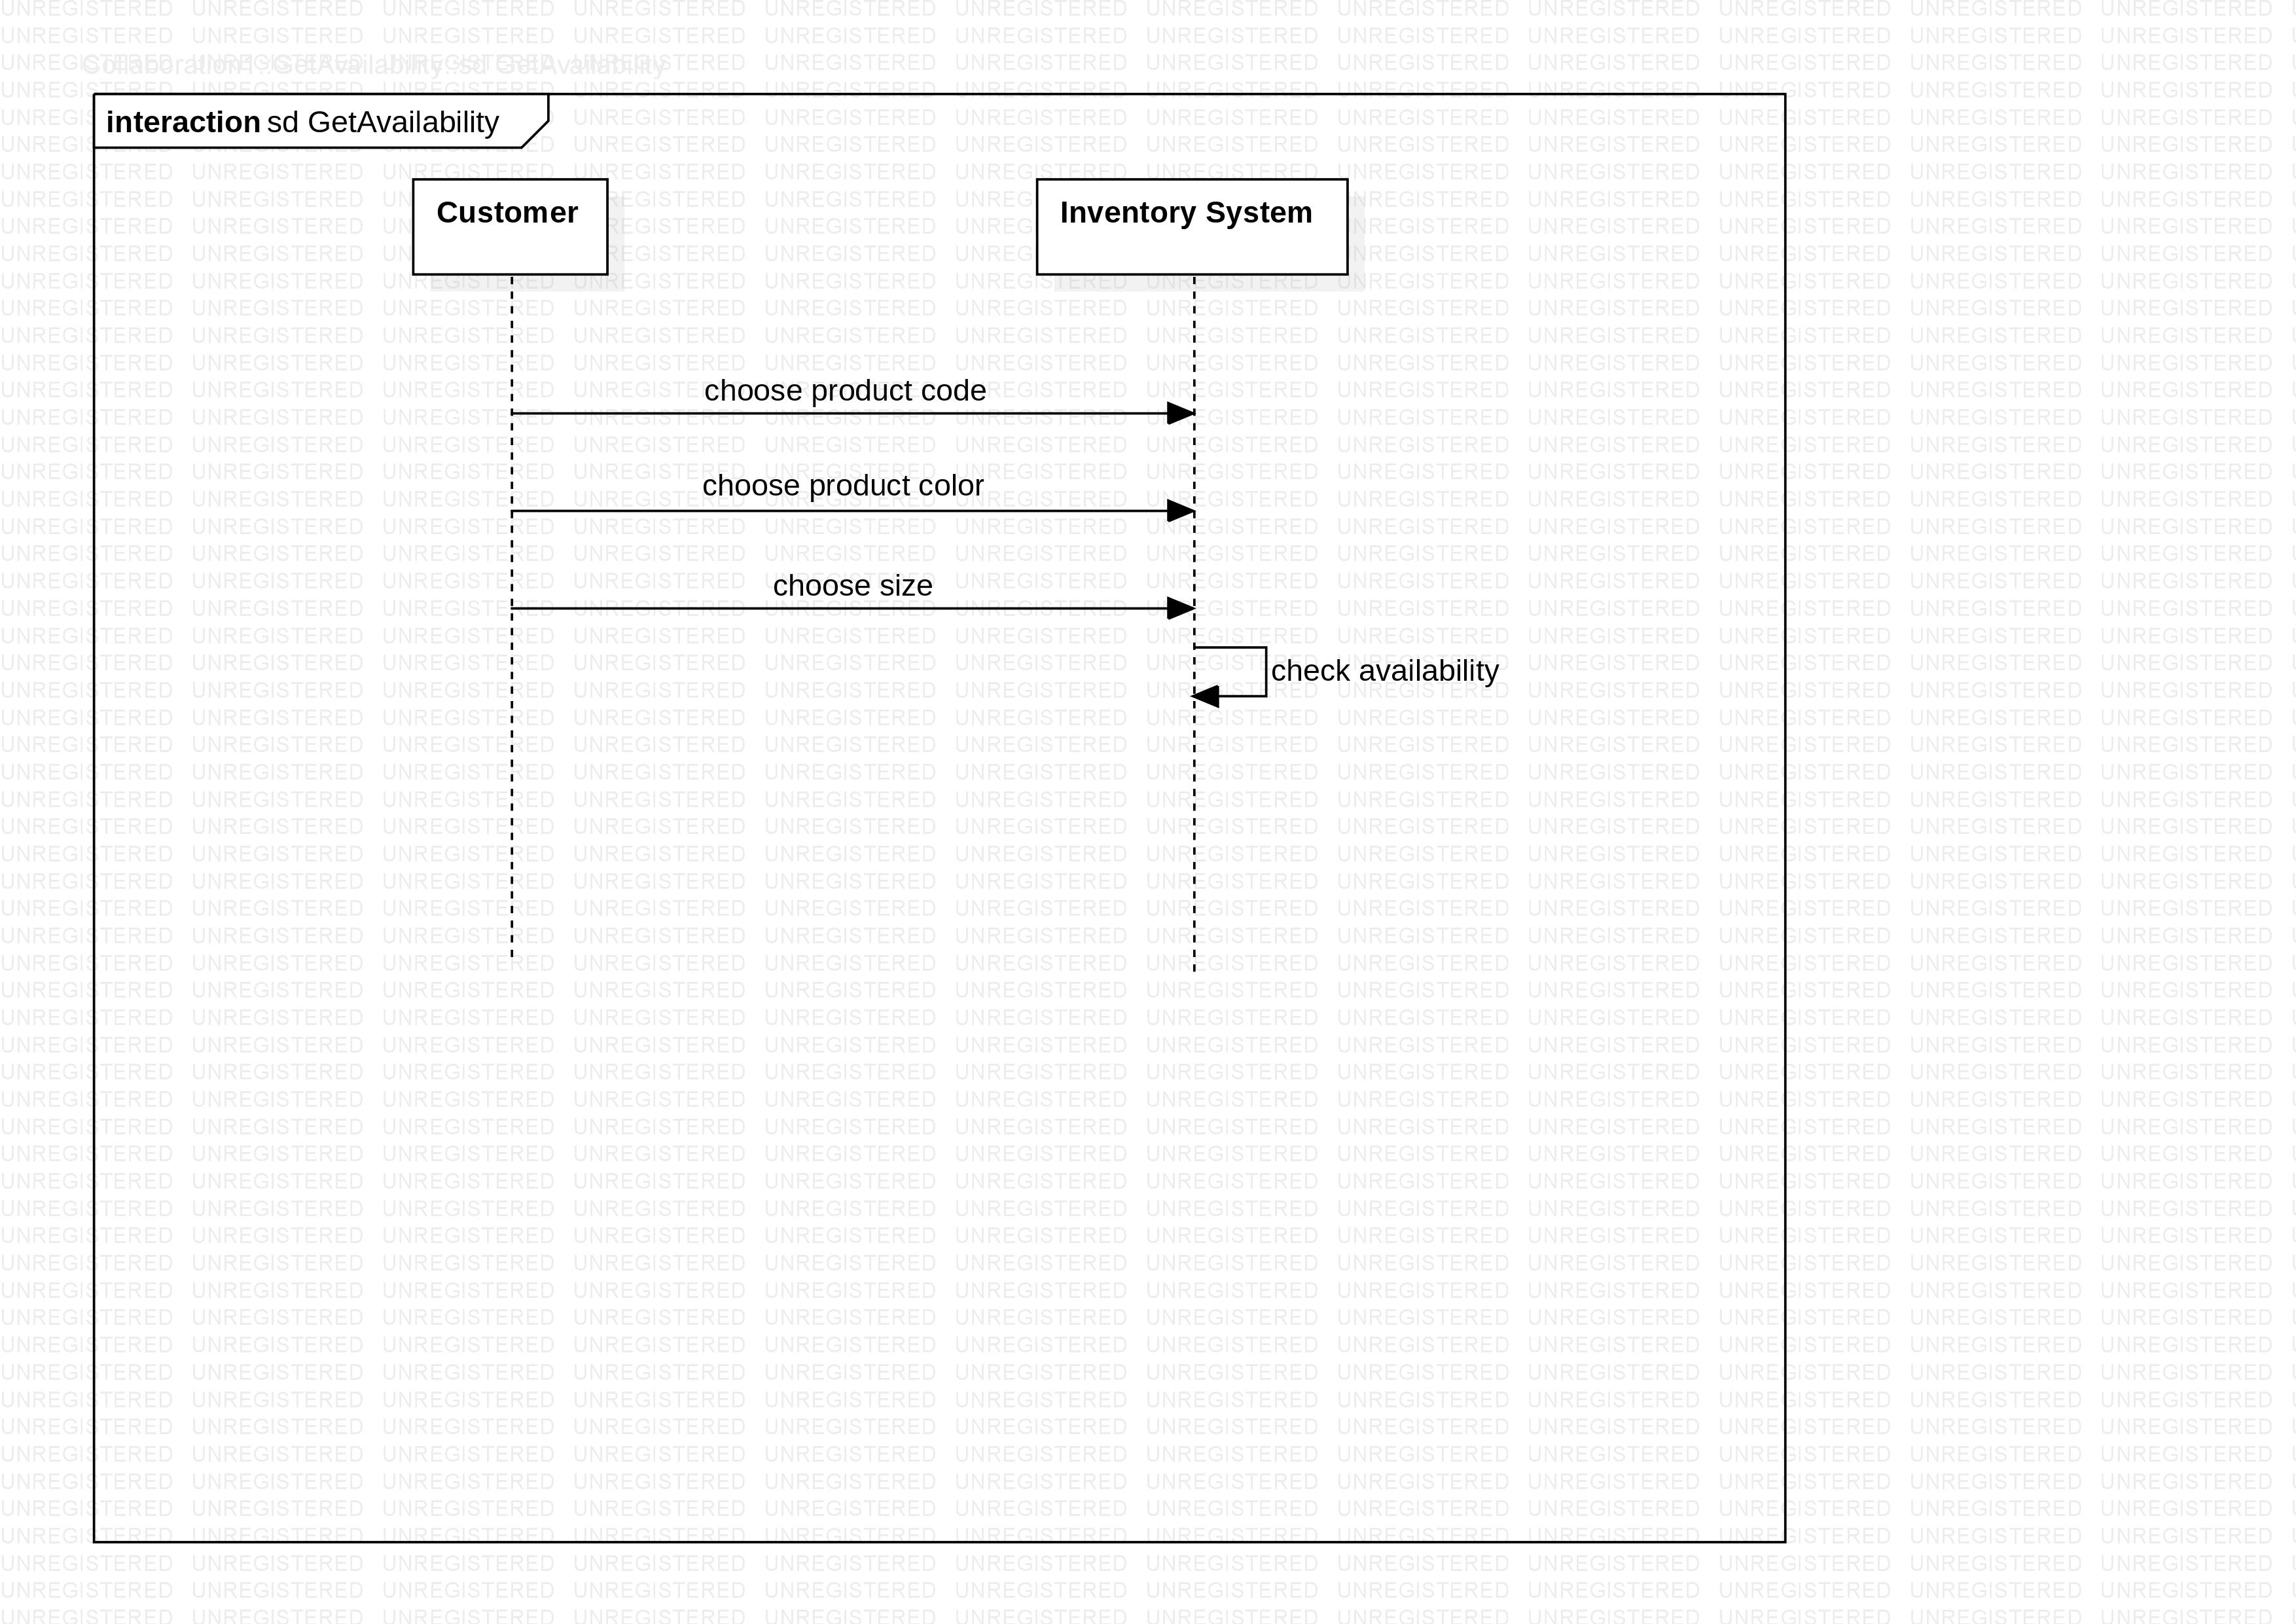 Collaboration1::GetAvailability::sd GetAvailability
interaction sd GetAvailability
Customer
Inventory System
choose product code
choose product color
choose size
check availability
UNREGISTERED